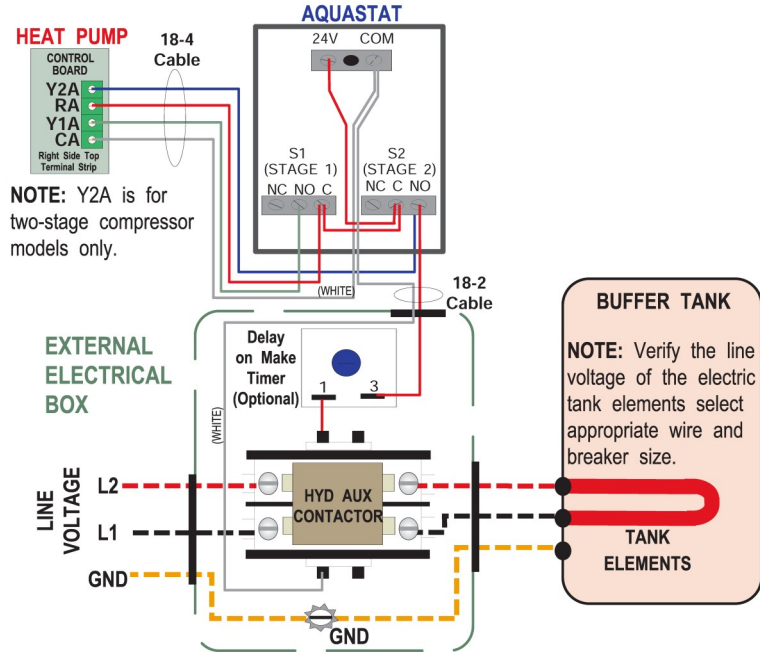 AQUASTAT
HEAT PUMP
18-4
Cable
24V COM
CONTROL
BOARD
Y2A
RA
Y1A
CA
Right Side Top
Terminal Strip
NOTE: Y2A is for
two-stage compressor
models only.
S1
(STAGE 1)
NC NO C
S2
(STAGE 2)
NC C NO
(WHITE)
18-2
Cable
EXTERNAL
ELECTRICAL
BOX
Delay
on Make
Timer
(Optional)
1 3
(WHITE)
BUFFER TANK
NOTE: Verify the line
voltage of the electric
tank elements select
appropriate wire and
breaker size.
LINE
VOLTAGE
L2
L1
GND
HYD AUX
CONTACTOR
TANK
ELEMENTS
GND